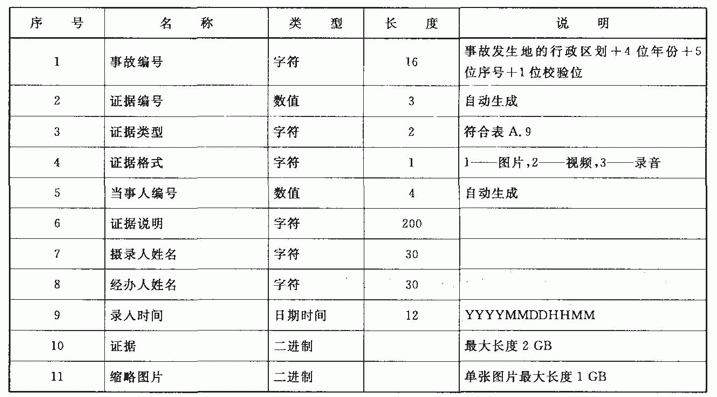 序号 名称 类型 长度 说明
1 事故编号 字符 16 事故发生地的行政区划+4位年份+5
位序号+1位校验位
2 证据编号 数值 3 自动生成
3 证据类型 字符 2 符合表 A.9
4 证据格式 字符 1 1——图片,2——视频,3——录音
5 当事人编号 数值 4 自动生成
6 证据说明 字符 200
7 摄录人姓名 字符 30
8 经办人姓名 字符 30
9 录入时间 日期时间 12 YYYYMMDDHHMM
10 证据 二进制 最大长度 2 GB
11 缩略图片 二进制 单张图片最大长度 1 GB